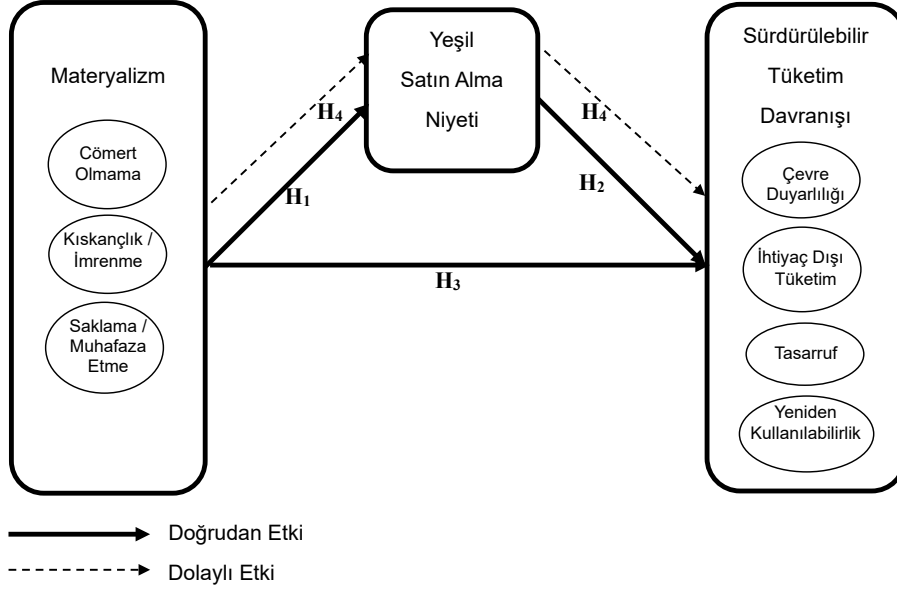 Materyalizm
Cömert
Olmama
Kıskançlık /
İmrenme
Saklama /
Muhafaza
Etme
Yeşil
Satın Alma
Niyeti
H4
H1
H4
H2
H3
Sürdürülebilir
Tüketim
Davranışı
Çevre
Duyarlılığı
İhtiyaç Dışı
Tüketim
Tasarruf
Yeniden
Kullanılabilirlik
Doğrudan Etki
Dolaylı Etki